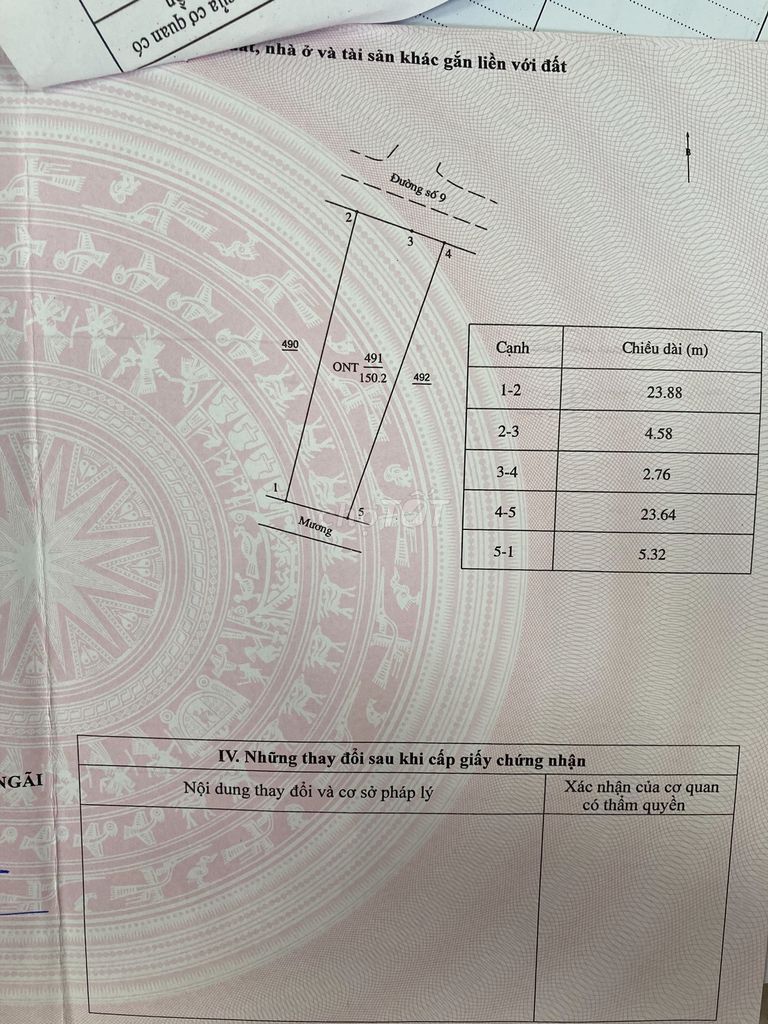 của cơ quan có
đất, nhà ở và tài sản khác gắn liền với đất
B
Đường số 9
2
3
4
490
ONT 491
150.2
492
1
5
Mương
Cạnh Chiều dài (m)
1-2 23.88
2-3 4.58
3-4 2.76
4-5 23.64
5-1 5.32
NGÃI
IV. Những thay đổi sau khi cấp giấy chứng nhận
Nội dung thay đổi và cơ sở pháp lý
Xác nhận của cơ quan
có thẩm quyền